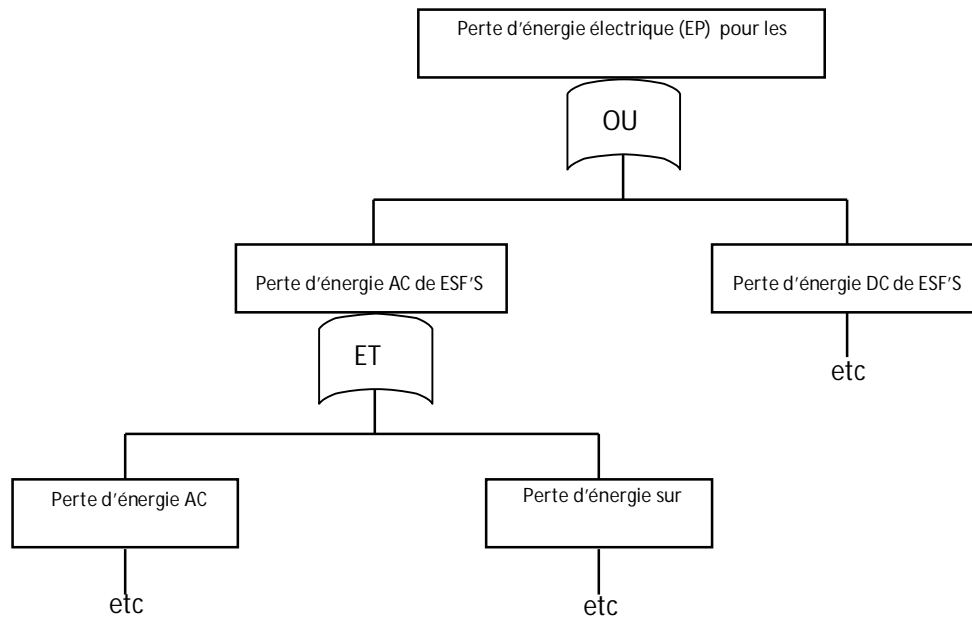 Perte d’énergie électrique (EP) pour les
OU
Perte d’énergie AC de ESF’S
Perte d’énergie DC de ESF’S
ET
etc
Perte d’énergie AC
Perte d’énergie sur
etc
etc